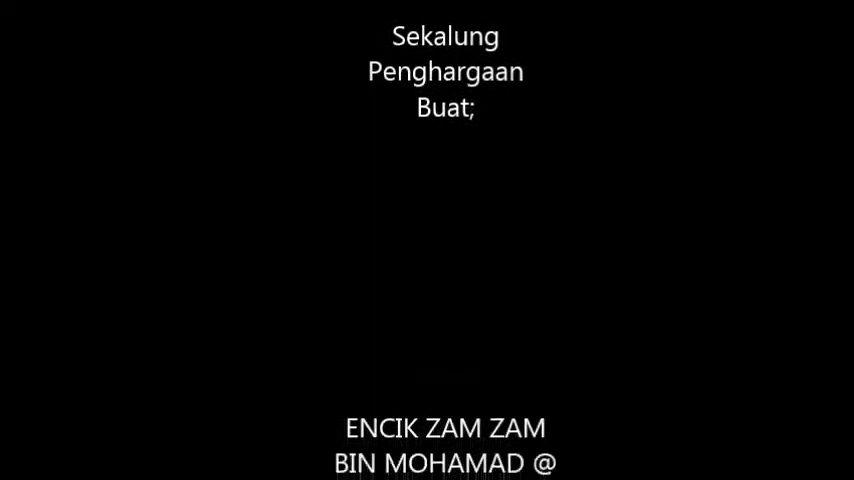 Sekalung
Penghargaan
Buat;
ENCIK ZAM ZAM
BIN MOHAMAD @